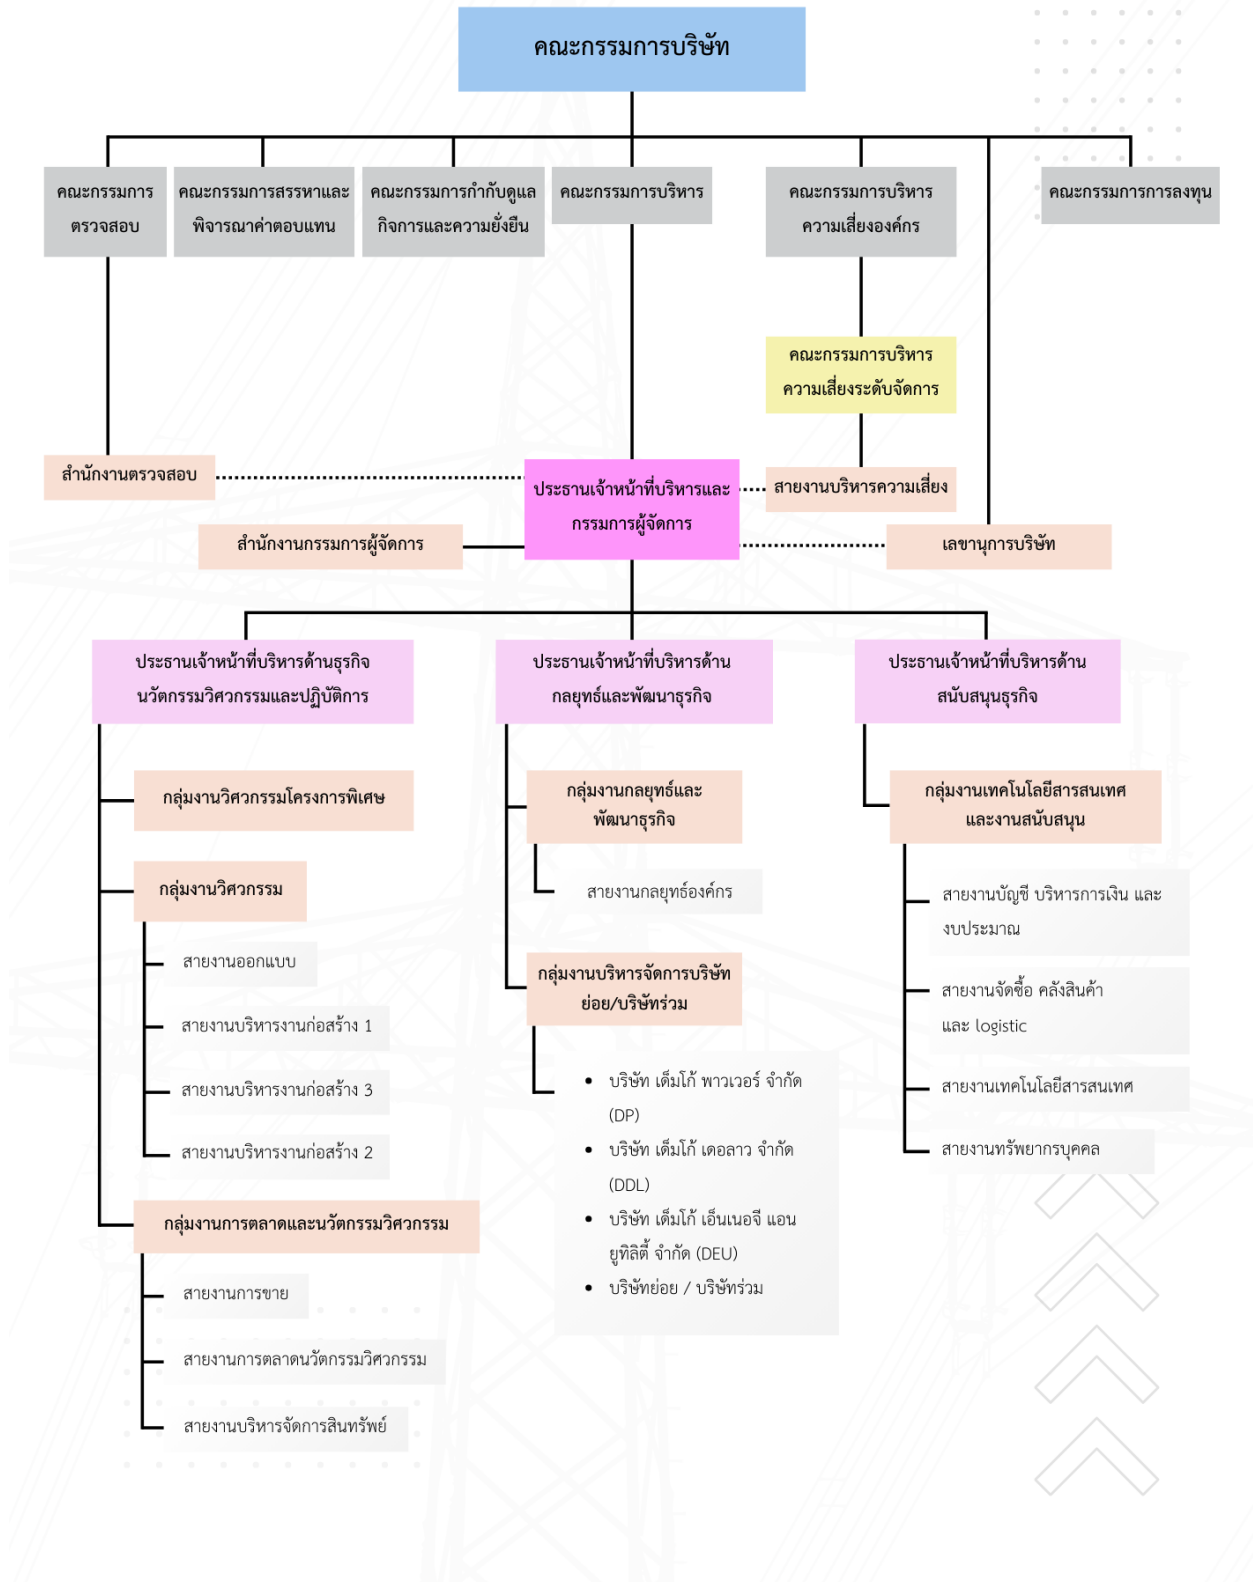 คณะกรรมการบริษัท
คณะกรรมการ
ตรวจสอบ
คณะกรรมการสรรหาและ
พิจารณาค่าตอบแทน
คณะกรรมการกำกับดูแล
กิจการและความยั่งยืน
คณะกรรมการบริหาร
คณะกรรมการบริหาร
ความเสี่ยงองค์กร
คณะกรรมการการลงทุน
คณะกรรมการบริหาร
ความเสี่ยงระดับจัดการ
สำนักงานตรวจสอบ
ประธานเจ้าหน้าที่บริหารและ
กรรมการผู้จัดการ
สายงานบริหารความเสี่ยง
สำนักงานกรรมการผู้จัดการ
เลขานุการบริษัท
ประธานเจ้าหน้าที่บริหารด้านธุรกิจ
นวัตกรรมวิศวกรรมและปฏิบัติการ
กลุ่มงานวิศวกรรมโครงการพิเศษ
กลุ่มงานวิศวกรรม
สายงานออกแบบ
สายงานบริหารงานก่อสร้าง 1
สายงานบริหารงานก่อสร้าง 3
สายงานบริหารงานก่อสร้าง 2
กลุ่มงานการตลาดและนวัตกรรมวิศวกรรม
สายงานการขาย
สายงานการตลาดนวัตกรรมวิศวกรรม
สายงานบริหารจัดการสินทรัพย์
ประธานเจ้าหน้าที่บริหารด้าน
กลยุทธ์และพัฒนาธุรกิจ
กลุ่มงานกลยุทธ์และ
พัฒนาธุรกิจ
สายงานกลยุทธ์องค์กร
กลุ่มงานบริหารจัดการบริษัท
ย่อย/บริษัทร่วม
• บริษัท เด็มโก้ พาวเวอร์ จำกัด
(DP)
• บริษัท เด็มโก้ เดอลาว จำกัด
(DDL)
• บริษัท เด็มโก้ เอ็นเนอจี แอน
ยูทิลิตี้ จำกัด (DEU)
• บริษัทย่อย / บริษัทร่วม
ประธานเจ้าหน้าที่บริหารด้าน
สนับสนุนธุรกิจ
กลุ่มงานเทคโนโลยีสารสนเทศ
และงานสนับสนุน
สายงานบัญชี บริหารการเงิน และ
งบประมาณ
สายงานจัดซื้อ คลังสินค้า
และ logistic
สายงานเทคโนโลยีสารสนเทศ
สายงานทรัพยากรบุคคล